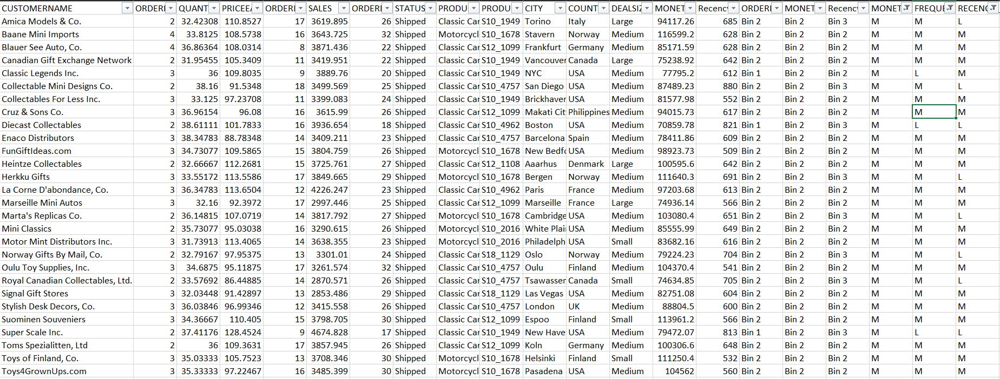 CUSTOMERNAME ORDERI QUANT PRICEEA ORDERI SALES ORDERI STATUS PRODU PRODU CITY COUNT DEALSIZ MONET Recency ORDERI MONET Recency MONET FREQUE RECENC
Amica Models & Co. 2 32.42308 110.8527 17 3619.895 26 Shipped Classic Car S10_1949 Torino Italy Large 94117.26 685 Bin 2 Bin 2 Bin 3 M M L
Baane Mini Imports 4 33.8125 108.5738 16 3643.725 32 Shipped Motorcycl S10_1678 Stavern Norway Medium 116599.2 628 Bin 2 Bin 2 Bin 2 M M M
Blauer See Auto, Co. 4 36.86364 108.0314 8 3871.436 22 Shipped Classic Car S12_1099 Frankfurt Germany Medium 85171.59 628 Bin 2 Bin 2 Bin 2 M M M
Canadian Gift Exchange Network 2 31.95455 105.3409 11 3419.951 22 Shipped Classic Car S10_1949 Vancouver Canada Large 75238.92 642 Bin 2 Bin 2 Bin 2 M M M
Classic Legends Inc. 3 36 109.8035 9 3889.76 20 Shipped Classic Car S10_1949 NYC USA Medium 77795.2 612 Bin 1 Bin 2 Bin 2 M L M
Collectable Mini Designs Co. 2 38.16 91.5348 18 3499.569 25 Shipped Classic Car S10_4757 San Diego USA Medium 87489.23 880 Bin 2 Bin 2 Bin 3 M M L
Collectables For Less Inc. 3 33.125 97.23708 11 3399.083 24 Shipped Classic Car S10_1949 Brickhaven USA Medium 81577.98 552 Bin 2 Bin 2 Bin 2 M M M
Cruz & Sons Co. 3 36.96154 96.08 16 3615.99 26 Shipped Classic Car S12_1099 Makati Cit Philippines Medium 94015.73 617 Bin 2 Bin 2 Bin 2 M M M
Diecast Collectables 2 38.61111 101.7833 16 3936.654 18 Shipped Classic Car S10_4962 Boston USA Medium 70859.78 821 Bin 1 Bin 2 Bin 3 M L L
Enaco Distributors 3 38.34783 88.78348 14 3409.211 23 Shipped Classic Car S10_4757 Barcelona Spain Medium 78411.86 609 Bin 2 Bin 2 Bin 2 M M M
FunGiftIdeas.com 3 34.73077 109.5865 15 3804.759 26 Shipped Motorcycl S10_1678 New Bedfo USA Medium 98923.73 509 Bin 2 Bin 2 Bin 2 M M M
Heintze Collectables 2 32.66667 112.2681 15 3725.761 27 Shipped Classic Car S12_1108 Aaarhus Denmark Large 100595.6 642 Bin 2 Bin 2 Bin 2 M M M
Herkku Gifts 3 33.55172 113.5586 17 3849.665 29 Shipped Motorcycl S10_1678 Bergen Norway Medium 111640.3 691 Bin 2 Bin 2 Bin 3 M M L
La Corne D'abondance, Co. 3 36.34783 113.6504 12 4226.247 23 Shipped Classic Car S10_4962 Paris France Medium 97203.68 613 Bin 2 Bin 2 Bin 2 M M M
Marseille Mini Autos 3 32.16 92.3972 17 2997.446 25 Shipped Classic Car S12_1099 Marseille France Large 74936.14 566 Bin 2 Bin 2 Bin 2 M M M
Marta's Replicas Co. 2 36.14815 107.0719 14 3817.792 27 Shipped Motorcycl S10_1678 Cambridge USA Medium 103080.4 651 Bin 2 Bin 2 Bin 3 M M L
Mini Classics 2 35.73077 95.03038 16 3290.615 26 Shipped Motorcycl S10_2016 White Plai USA Medium 85555.99 649 Bin 2 Bin 2 Bin 2 M M M
Motor Mint Distributors Inc. 3 31.73913 113.4065 14 3638.355 23 Shipped Motorcycl S10_2016 Philadelph USA Small 83682.16 616 Bin 2 Bin 2 Bin 2 M M M
Norway Gifts By Mail, Co. 2 32.79167 97.95375 13 3301.01 24 Shipped Classic Car S18_1129 Oslo Norway Medium 79224.23 704 Bin 2 Bin 2 Bin 3 M M L
Oulu Toy Supplies, Inc. 3 34.6875 95.11875 17 3261.574 32 Shipped Classic Car S10_4757 Oulu Finland Medium 104370.4 541 Bin 2 Bin 2 Bin 2 M M M
Royal Canadian Collectables, Ltd. 2 33.57692 86.44885 14 2870.571 26 Shipped Classic Car S10_4757 Tsawasser Canada Small 74634.85 705 Bin 2 Bin 2 Bin 3 M M L
Signal Gift Stores 3 32.03448 91.42897 13 2853.486 29 Shipped Classic Car S18_1129 Las Vegas USA Medium 82751.08 604 Bin 2 Bin 2 Bin 2 M M M
Stylish Desk Decors, Co. 3 36.03846 96.99346 12 3415.558 26 Shipped Classic Car S10_4757 London UK Medium 88804.5 600 Bin 2 Bin 2 Bin 2 M M M
Suominen Souveniers 3 34.36667 110.405 15 3798.705 30 Shipped Classic Car S12_1099 Espoo Finland Small 113961.2 566 Bin 2 Bin 2 Bin 2 M M M
Super Scale Inc. 2 37.41176 128.4524 9 4674.828 17 Shipped Classic Car S10_1949 New Have USA Medium 79472.07 813 Bin 1 Bin 2 Bin 3 M L L
Toms Spezialitten, Ltd 2 36 109.3631 17 3857.945 26 Shipped Classic Car S12_1099 Koln Germany Medium 100306.6 648 Bin 2 Bin 2 Bin 2 M M M
Toys of Finland, Co. 3 35.03333 105.7523 13 3708.346 30 Shipped Motorcycl S10_1678 Helsinki Finland Small 111250.4 532 Bin 2 Bin 2 Bin 2 M M M
Toys4GrownUps.com 3 35.33333 97.22467 16 3485.399 30 Shipped Motorcycl S10_1678 Pasadena USA Medium 104562 560 Bin 2 Bin 2 Bin 2 M M M